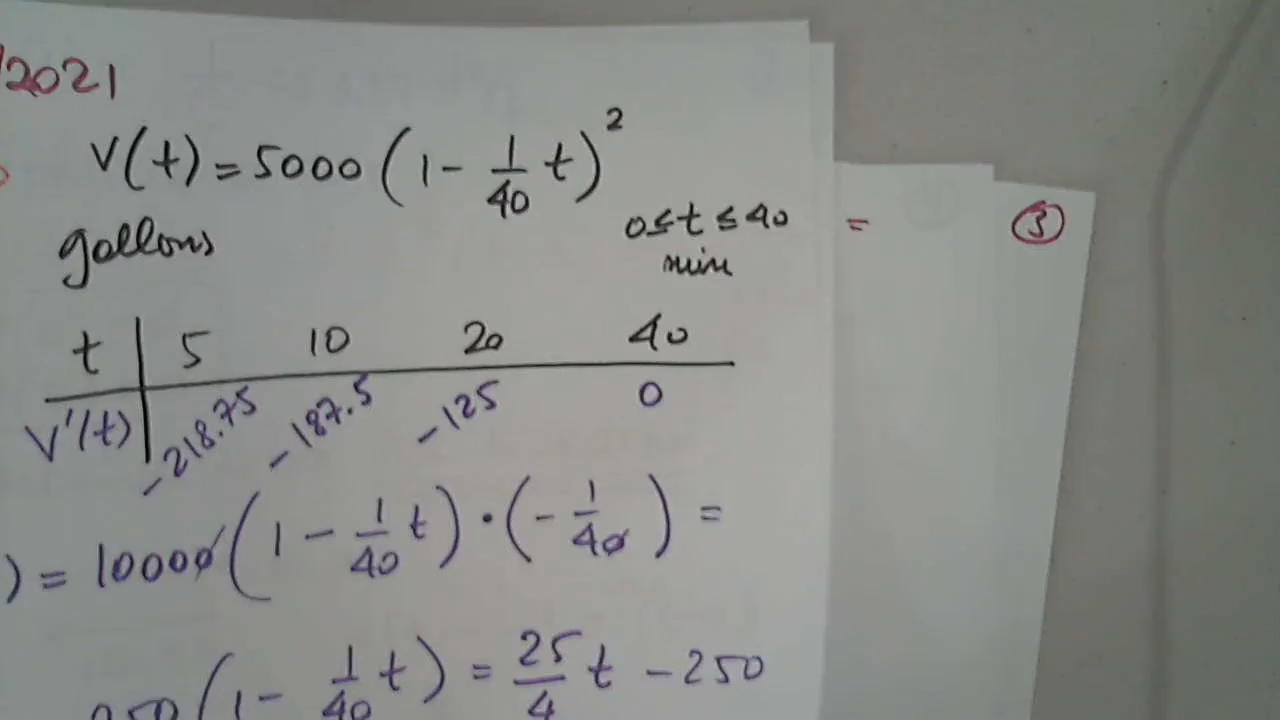 /2021
V(t) = 5000 (1 - 1/40 t)²
gallons 0 ≤ t ≤ 40 = ③
min
t | 5 10 20 40
V'(t) | -218.75 -187.5 -125 0
) = 10000 (1 - 1/40 t) · (- 1/40) =
250 (1 - 1/40 t) = 25/4 t - 250